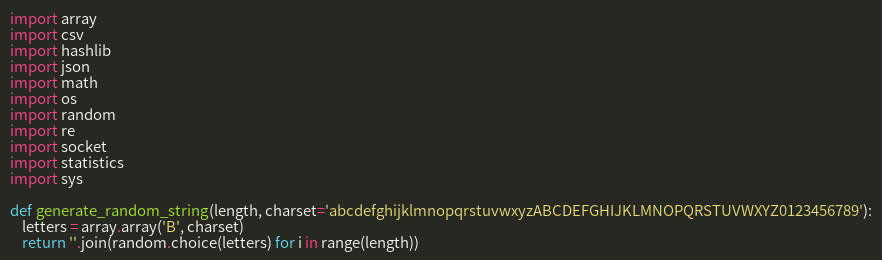 import array
import csv
import hashlib
import json
import math
import os
import random
import re
import socket
import statistics
import sys
def generate_random_string(length, charset='abcdefghijklmnopqrstuvwxyzABCDEFGHIJKLMNOPQRSTUVWXYZ0123456789'):
letters = array.array('B', charset)
return ''.join(random.choice(letters) for i in range(length))